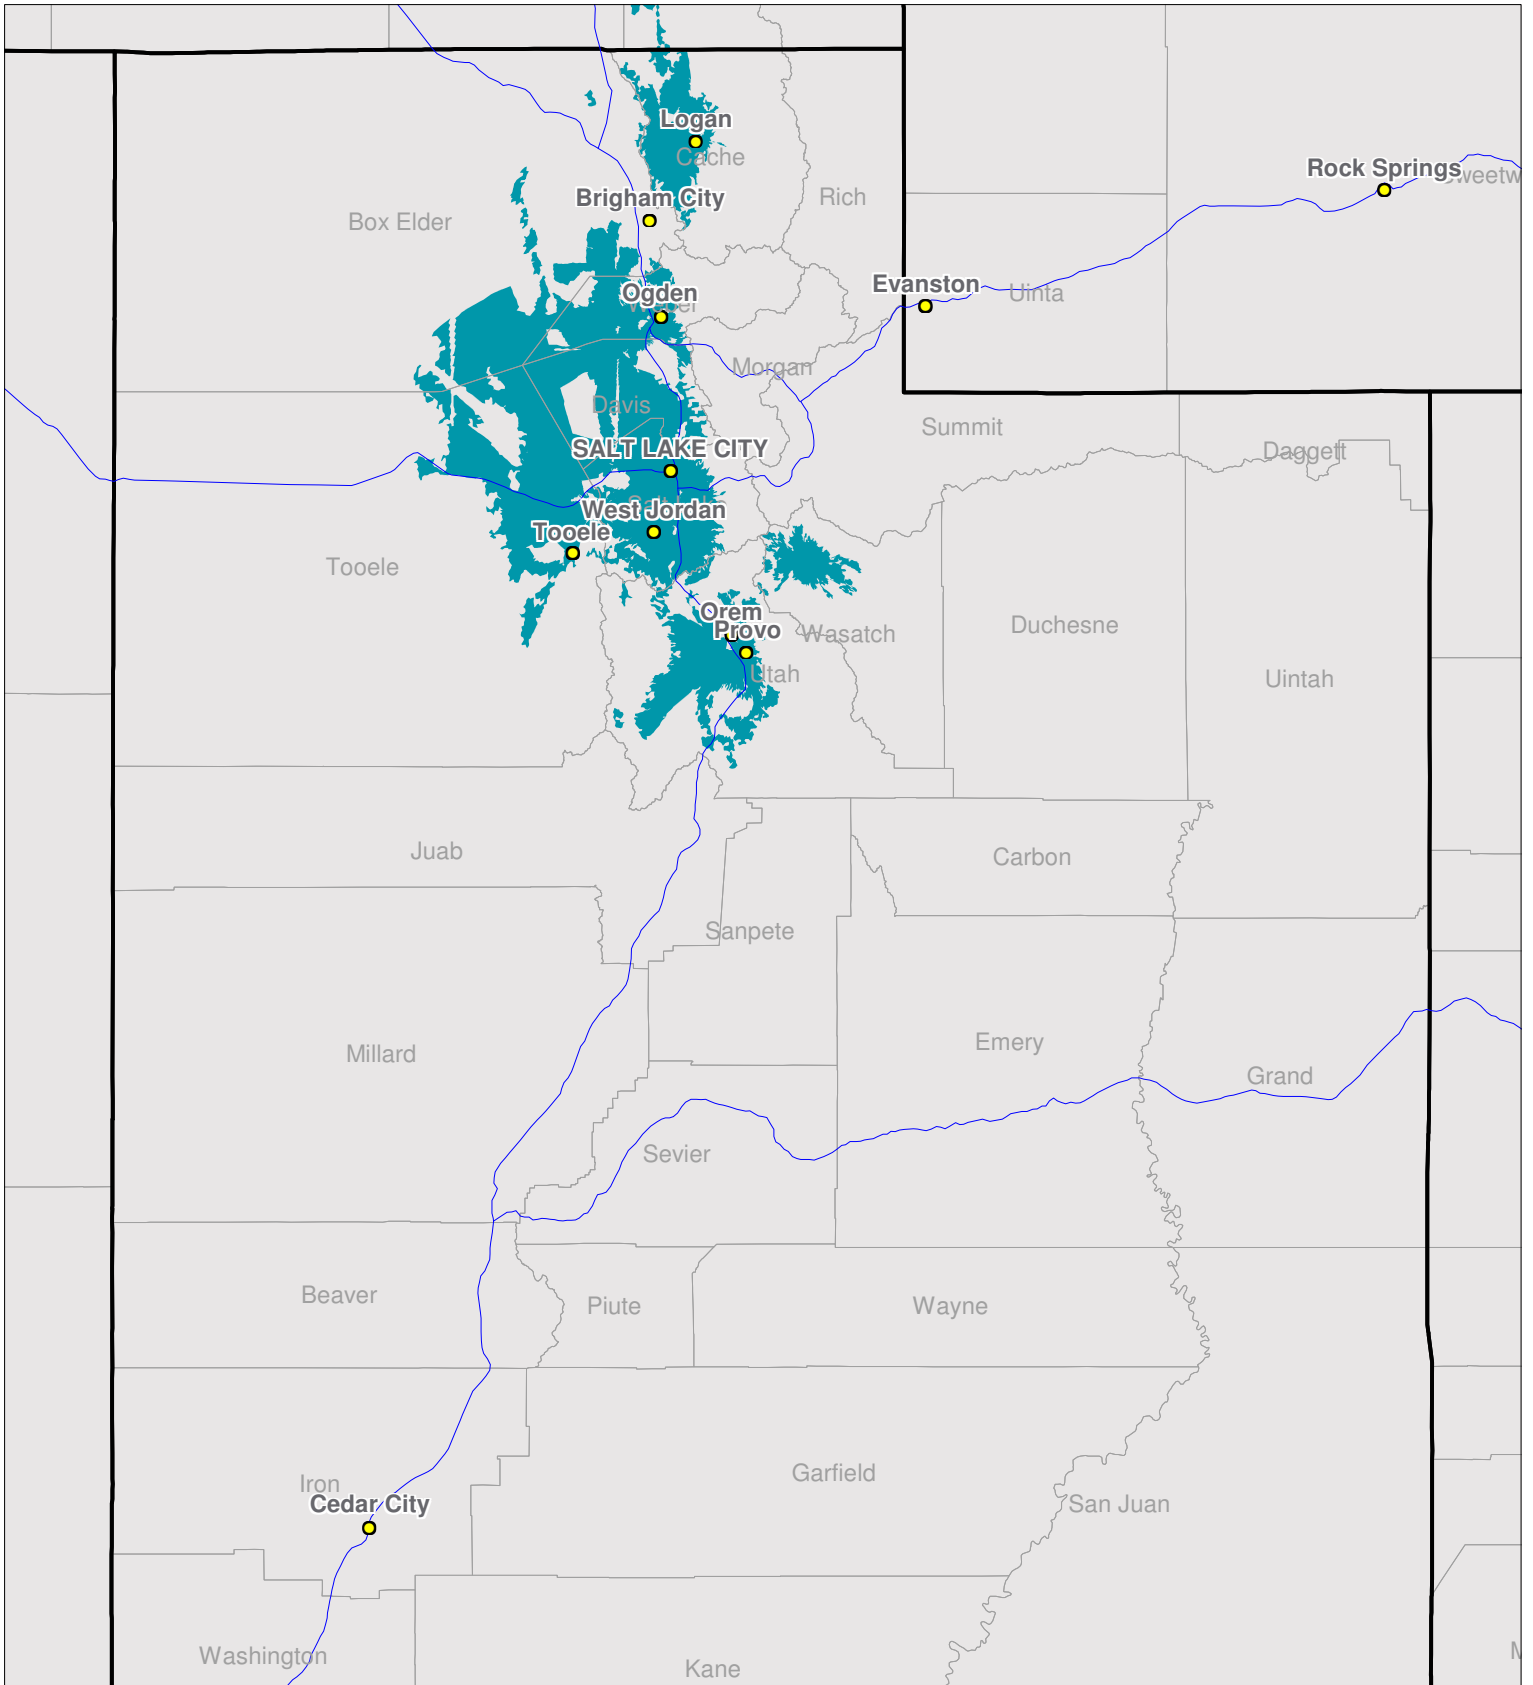 Logan
Cache
Rock Springs
Brigham City
Rich
Box Elder
Evanston
Ogden
Uinta
Morgan
Davis
Summit
SALT LAKE CITY
Daggett
West Jordan
Tooele
Tooele
Orem
Provo
Wasatch
Duchesne
Utah
Uintah
Juab
Carbon
Sanpete
Millard
Emery
Grand
Sevier
Beaver
Piute
Wayne
Garfield
Iron
Cedar City
San Juan
Washington
Kane